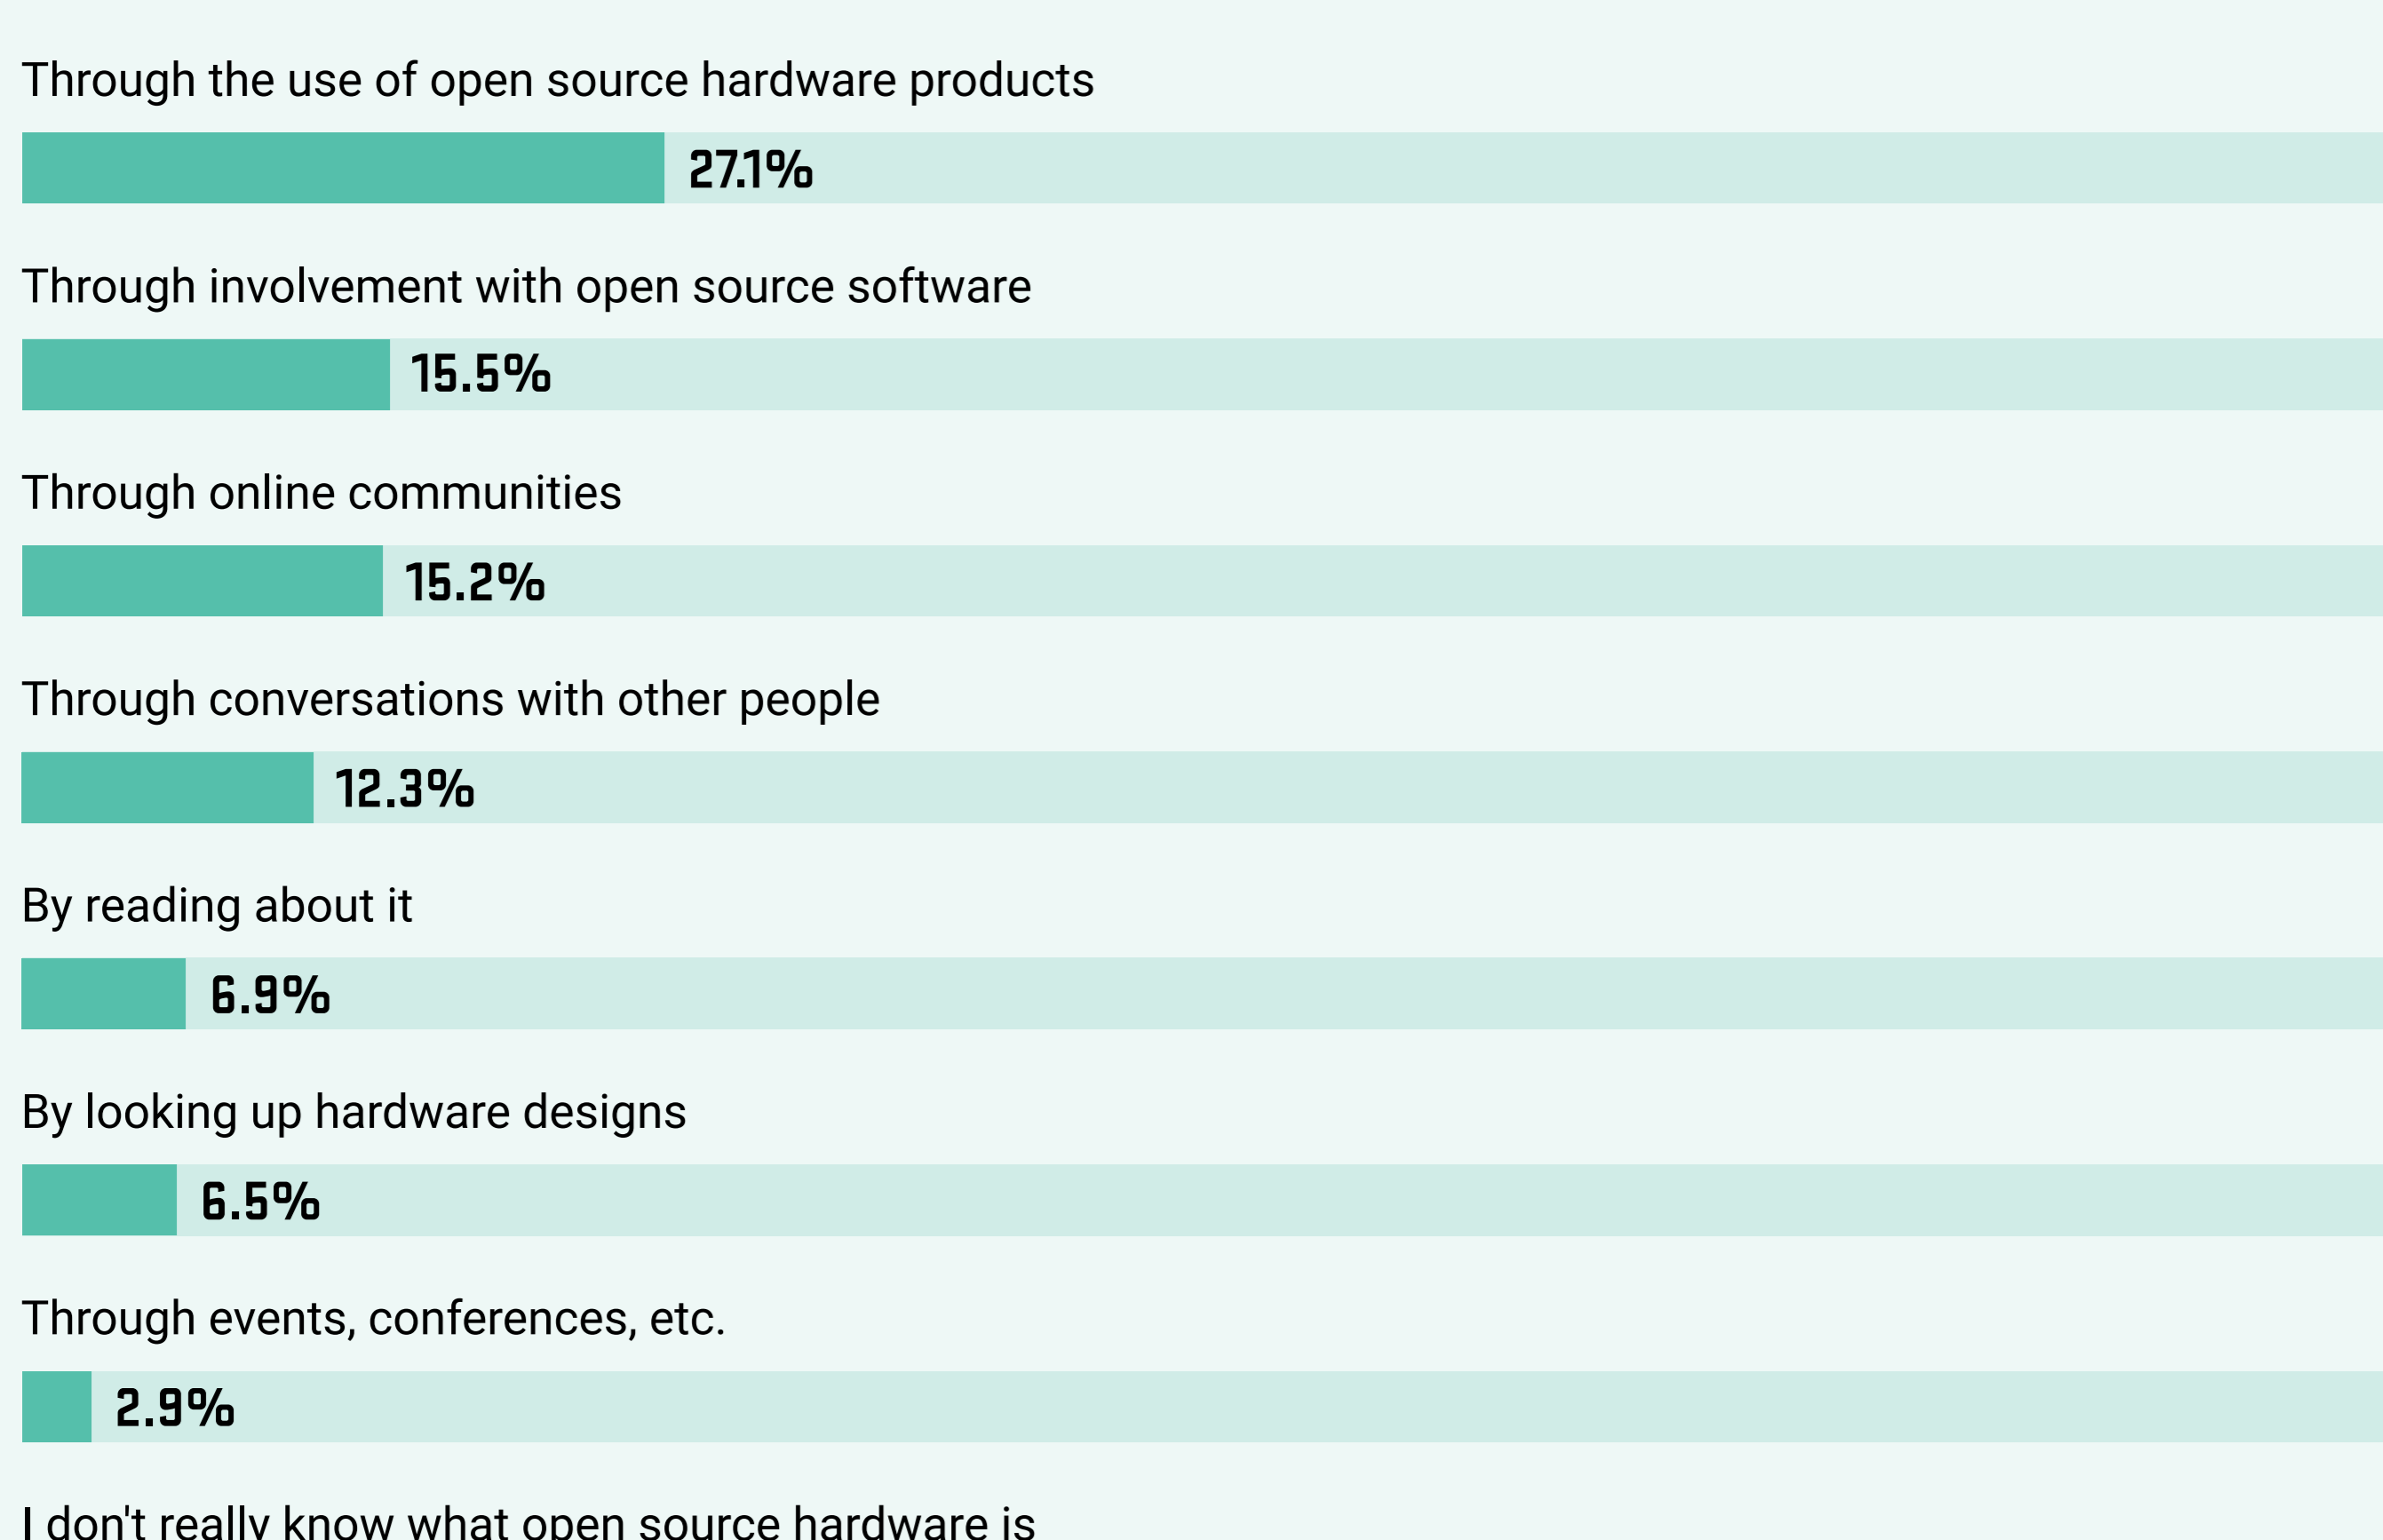 Through the use of open source hardware products
27.1%
Through involvement with open source software
15.5%
Through online communities
15.2%
Through conversations with other people
12.3%
By reading about it
6.9%
By looking up hardware designs
6.5%
Through events, conferences, etc.
2.9%
I don't really know what open source hardware is